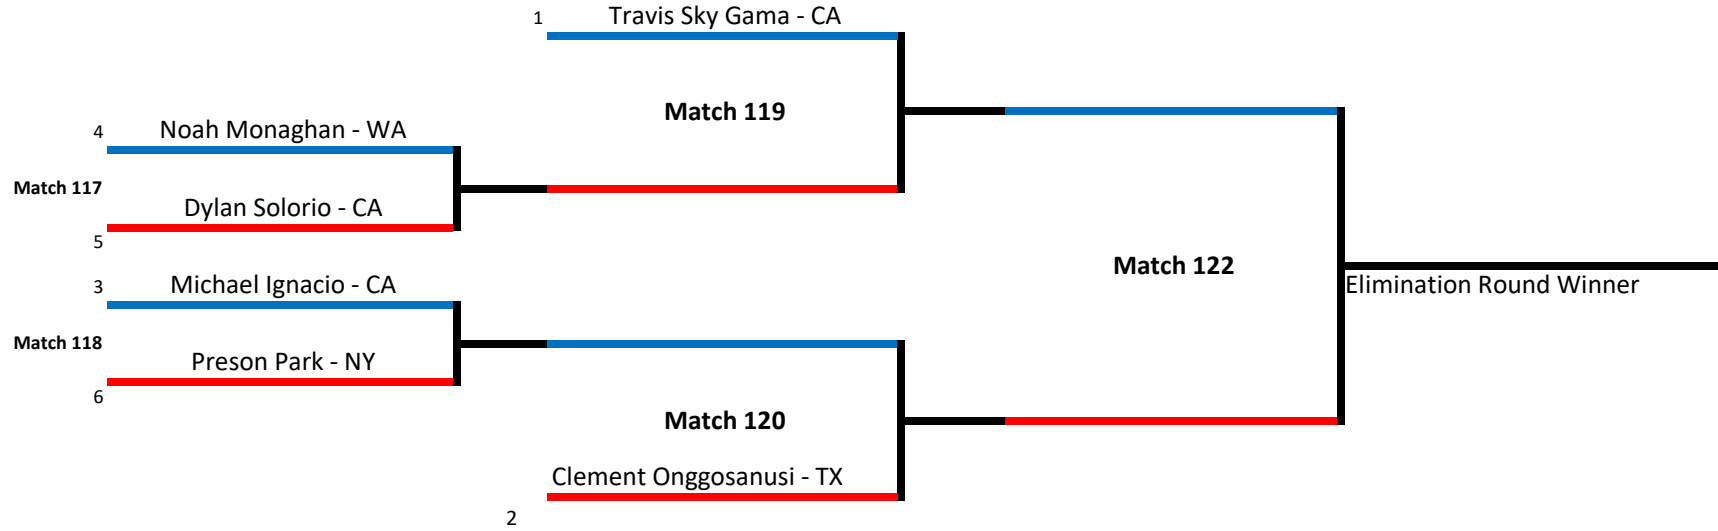 1
Travis Sky Gama - CA
Match 119
4
Noah Monaghan - WA
Match 117
Dylan Solorio - CA
5
Match 122
3
Michael Ignacio - CA
Elimination Round Winner
Match 118
Preson Park - NY
6
Match 120
Clement Onggosanusi - TX
2